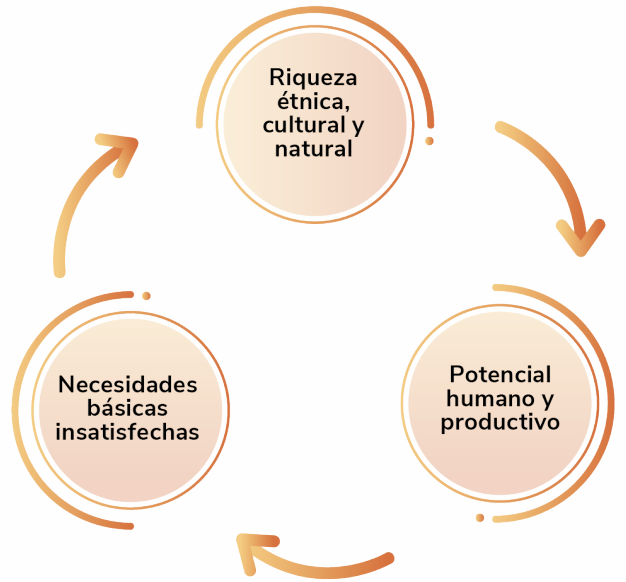 Riqueza
étnica,
cultural y
natural
Potencial
humano y
productivo
Necesidades
básicas
insatisfechas